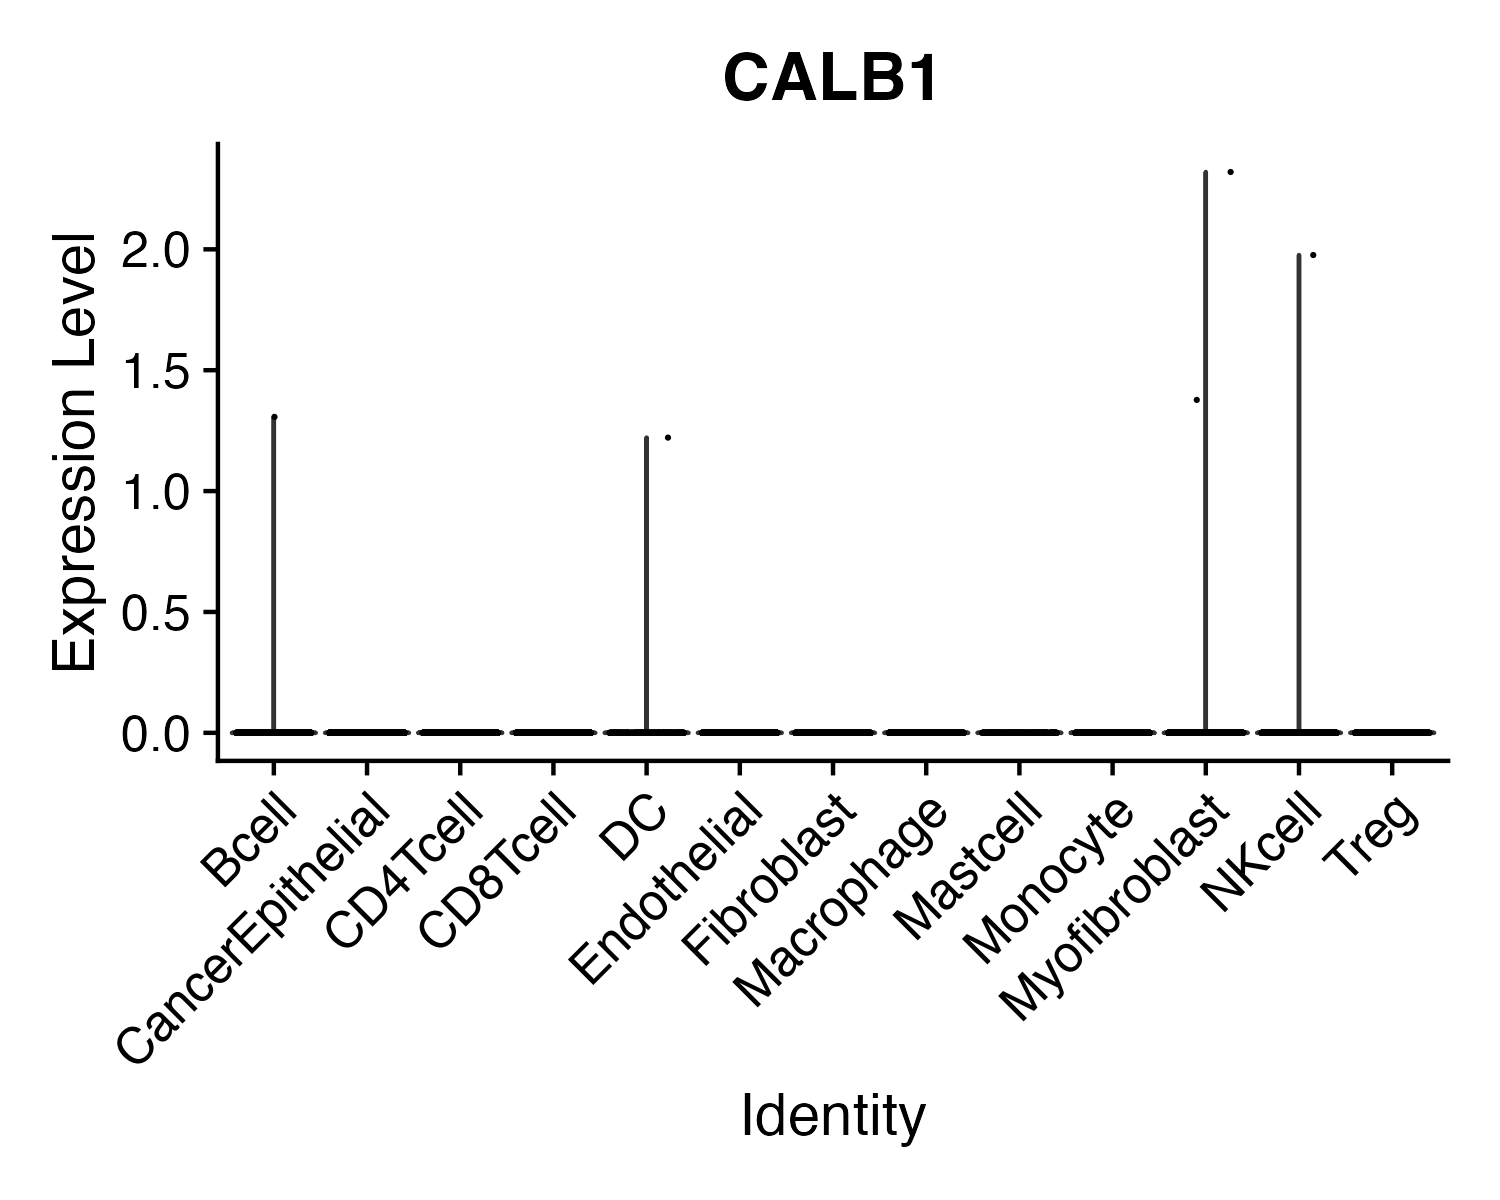 CALB1
Expression Level
2.0
1.5
1.0
0.5
0.0
Bcell
CancerEpithelial
CD4Tcell
CD8Tcell
DC
Endothelial
Fibroblast
Macrophage
Mastcell
Monocyte
Myofibroblast
NKcell
Treg
Identity